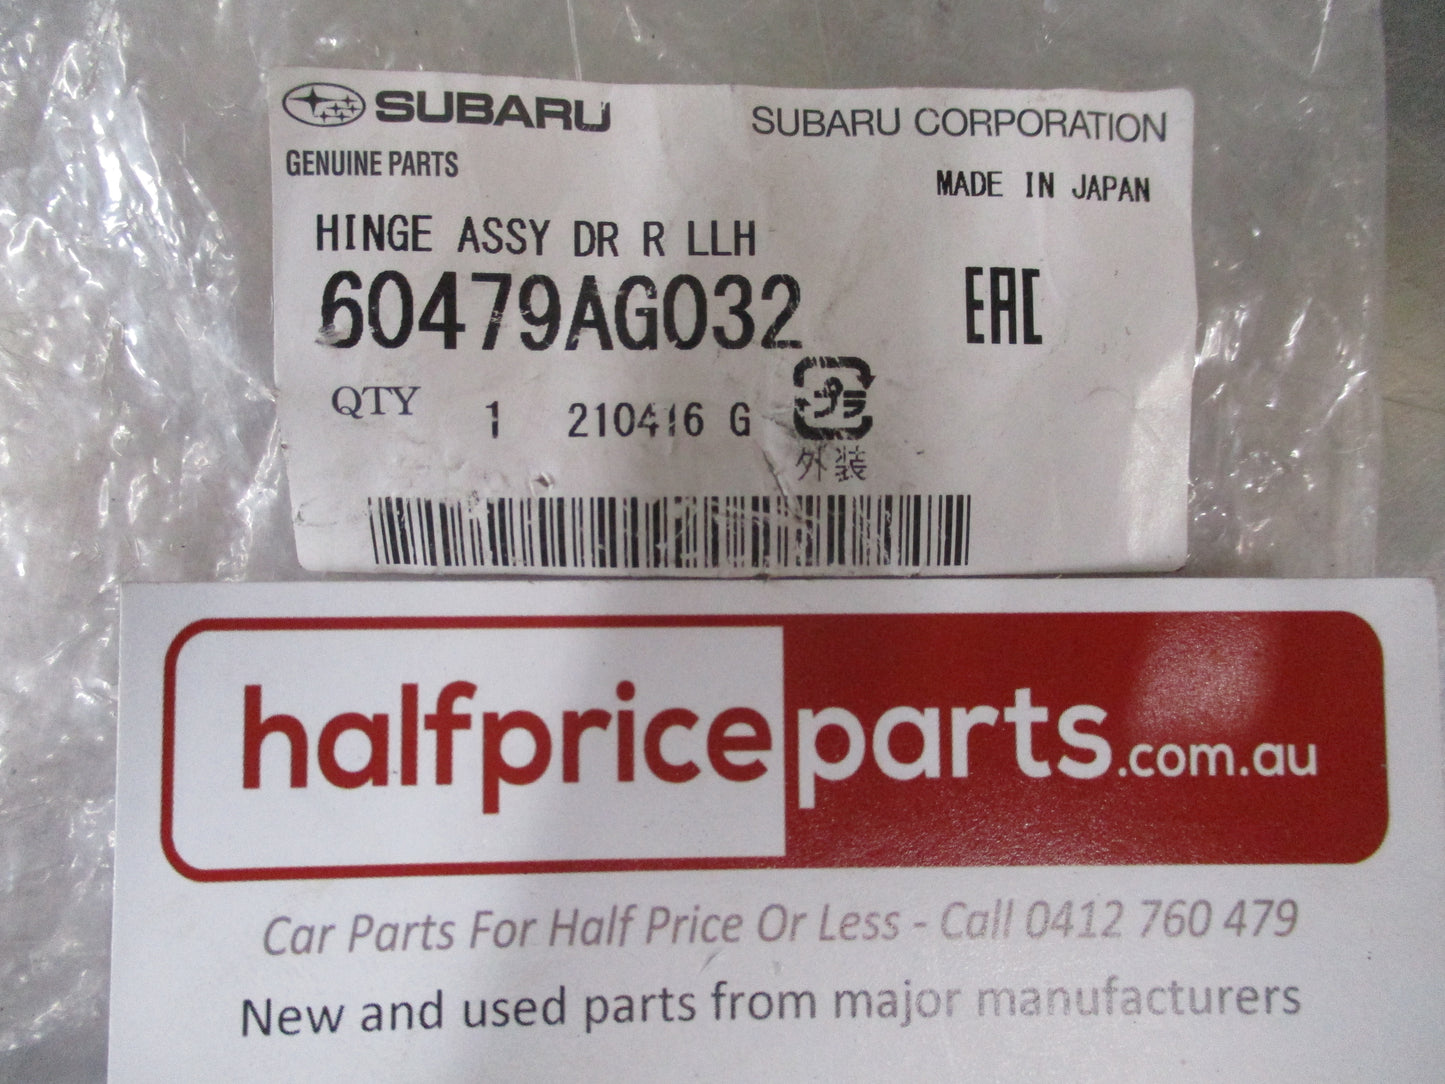 SUBARU
SUBARU CORPORATION
GENUINE PARTS
MADE IN JAPAN
HINGE ASSY DR R LLH
60479AG032
EAC
QTY 1 210416 G
プラ
外装
halfpriceparts.com.au
Car Parts For Half Price Or Less - Call 0412 760 479
New and used parts from major manufacturers